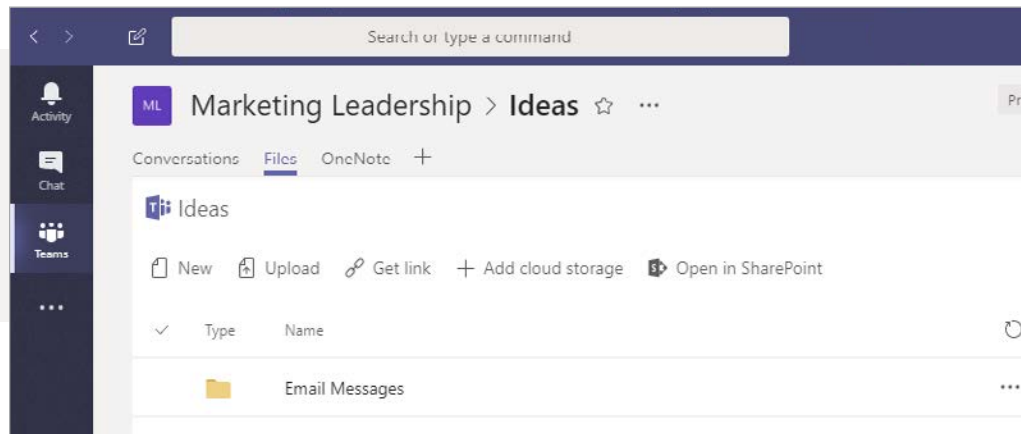 Search or type a command
Activity
Chat
Teams
ML Marketing Leadership > Ideas
Conversations Files OneNote +
Ideas
New Upload Get link + Add cloud storage Open in SharePoint
Type Name
Email Messages